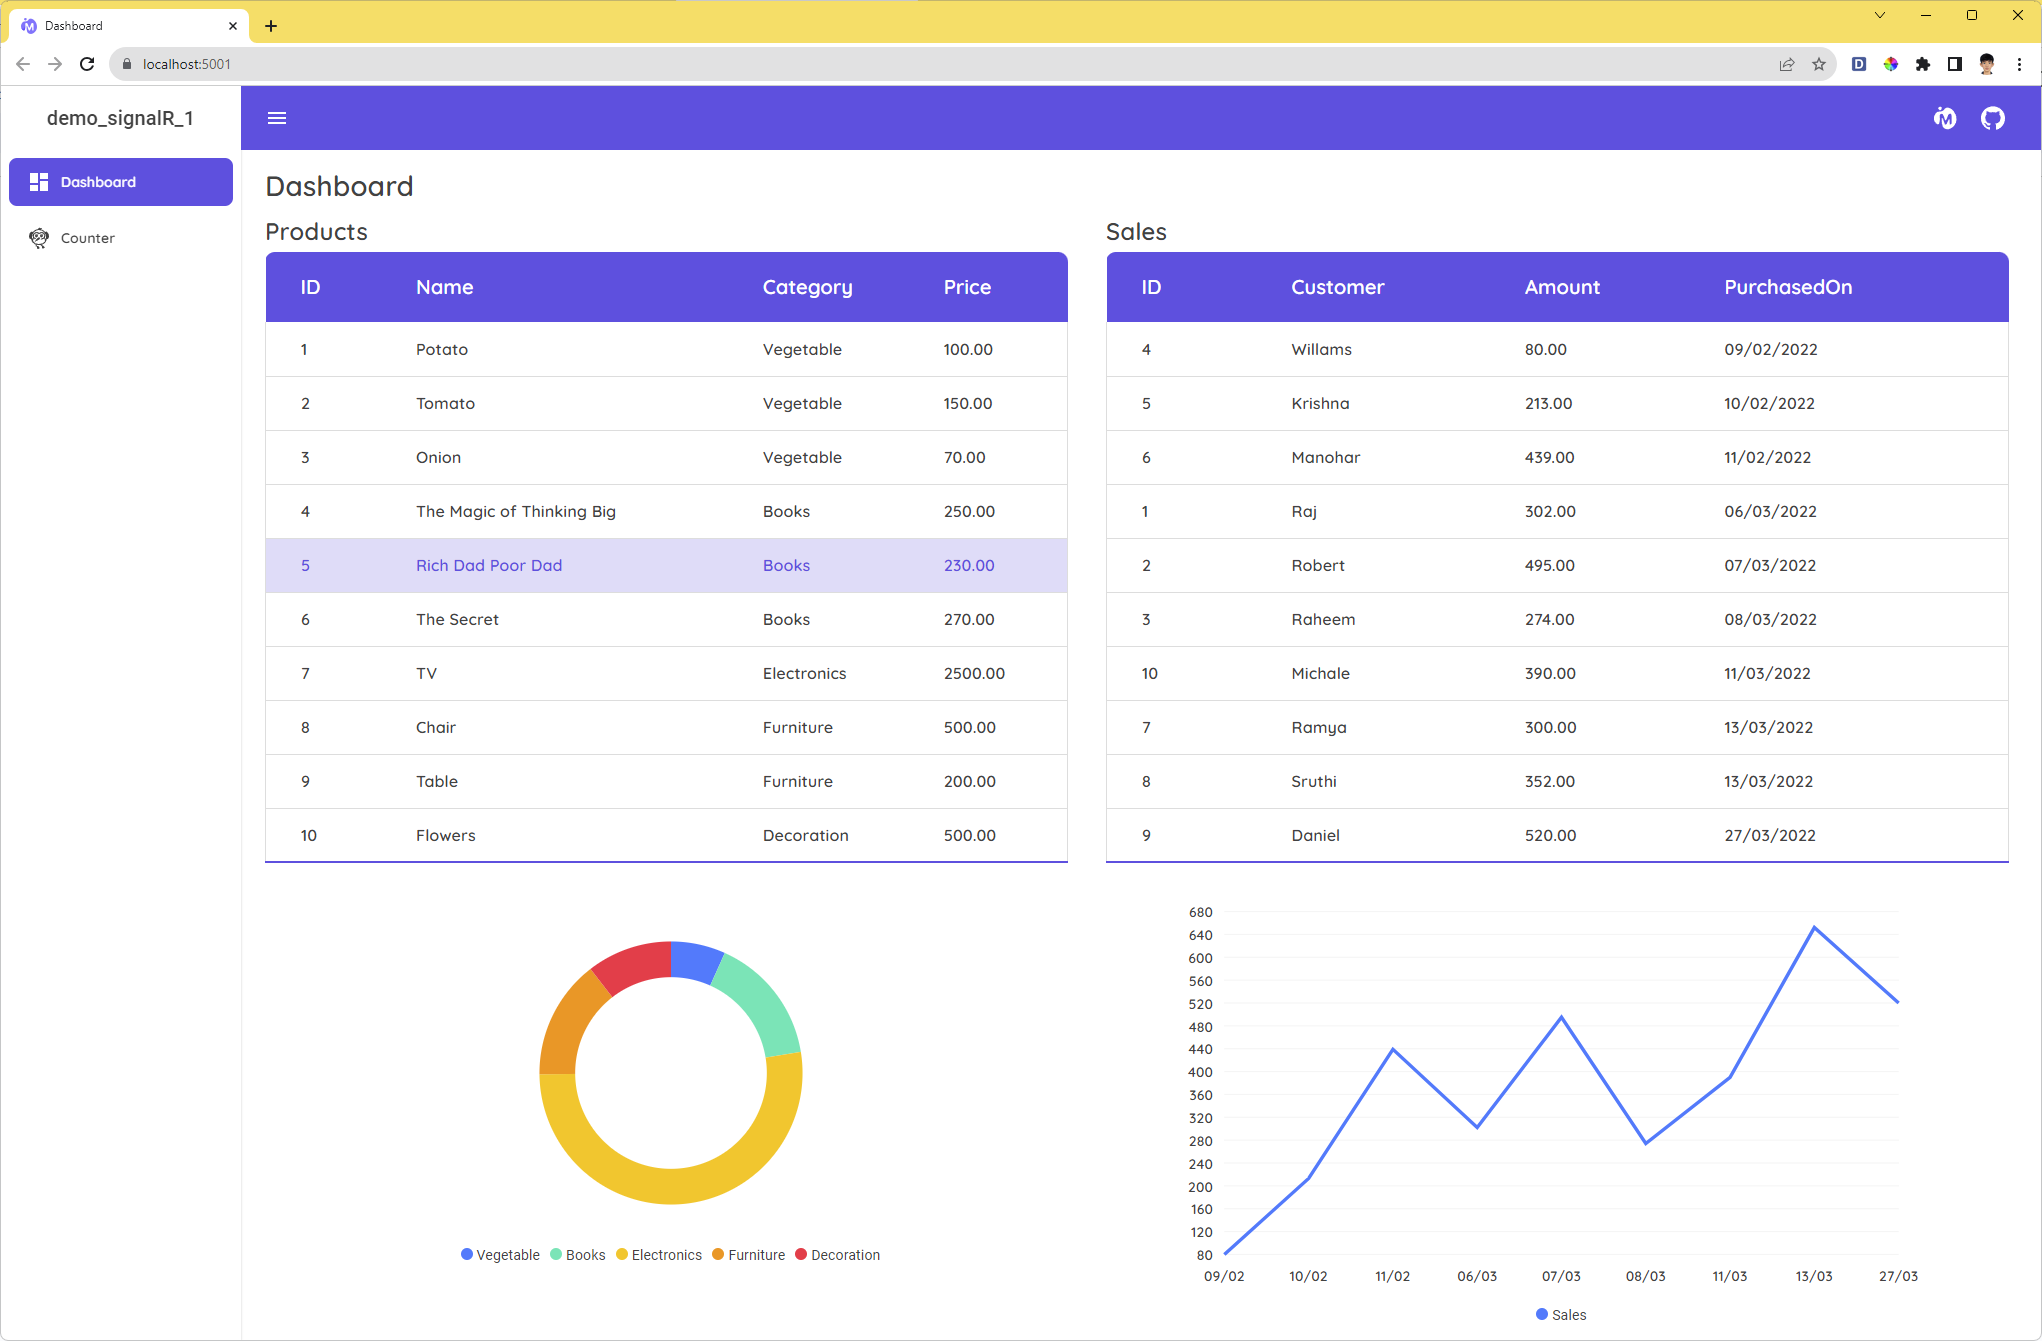 Dashboard
localhost:5001
demo_signalR_1
Dashboard
Counter
Dashboard
Products
ID Name Category Price
1 Potato Vegetable 100.00
2 Tomato Vegetable 150.00
3 Onion Vegetable 70.00
4 The Magic of Thinking Big Books 250.00
5 Rich Dad Poor Dad Books 230.00
6 The Secret Books 270.00
7 TV Electronics 2500.00
8 Chair Furniture 500.00
9 Table Furniture 200.00
10 Flowers Decoration 500.00
Sales
ID Customer Amount PurchasedOn
4 Willams 80.00 09/02/2022
5 Krishna 213.00 10/02/2022
6 Manohar 439.00 11/02/2022
1 Raj 302.00 06/03/2022
2 Robert 495.00 07/03/2022
3 Raheem 274.00 08/03/2022
10 Michale 390.00 11/03/2022
7 Ramya 300.00 13/03/2022
8 Sruthi 352.00 13/03/2022
9 Daniel 520.00 27/03/2022
Vegetable Books Electronics Furniture Decoration
680
640
600
560
520
480
440
400
360
320
280
240
200
160
120
80
09/02 10/02 11/02 06/03 07/03 08/03 11/03 13/03 27/03
Sales